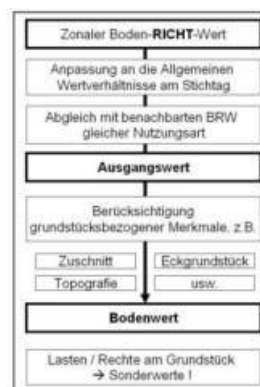 Zonaler Boden-RICHT-Wert
Anpassung an die Allgemeinen
Wertverhältnisse am Stichtag
Abgleich mit benachbarten BRW
gleicher Nutzungsart
Ausgangswert
Berücksichtigung
grundstücksbezogener Merkmale, z.B.
Zuschnitt
Eckgrundstück
Topografie
usw.
Bodenwert
Lasten / Rechte am Grundstück
→ Sonderwerte !